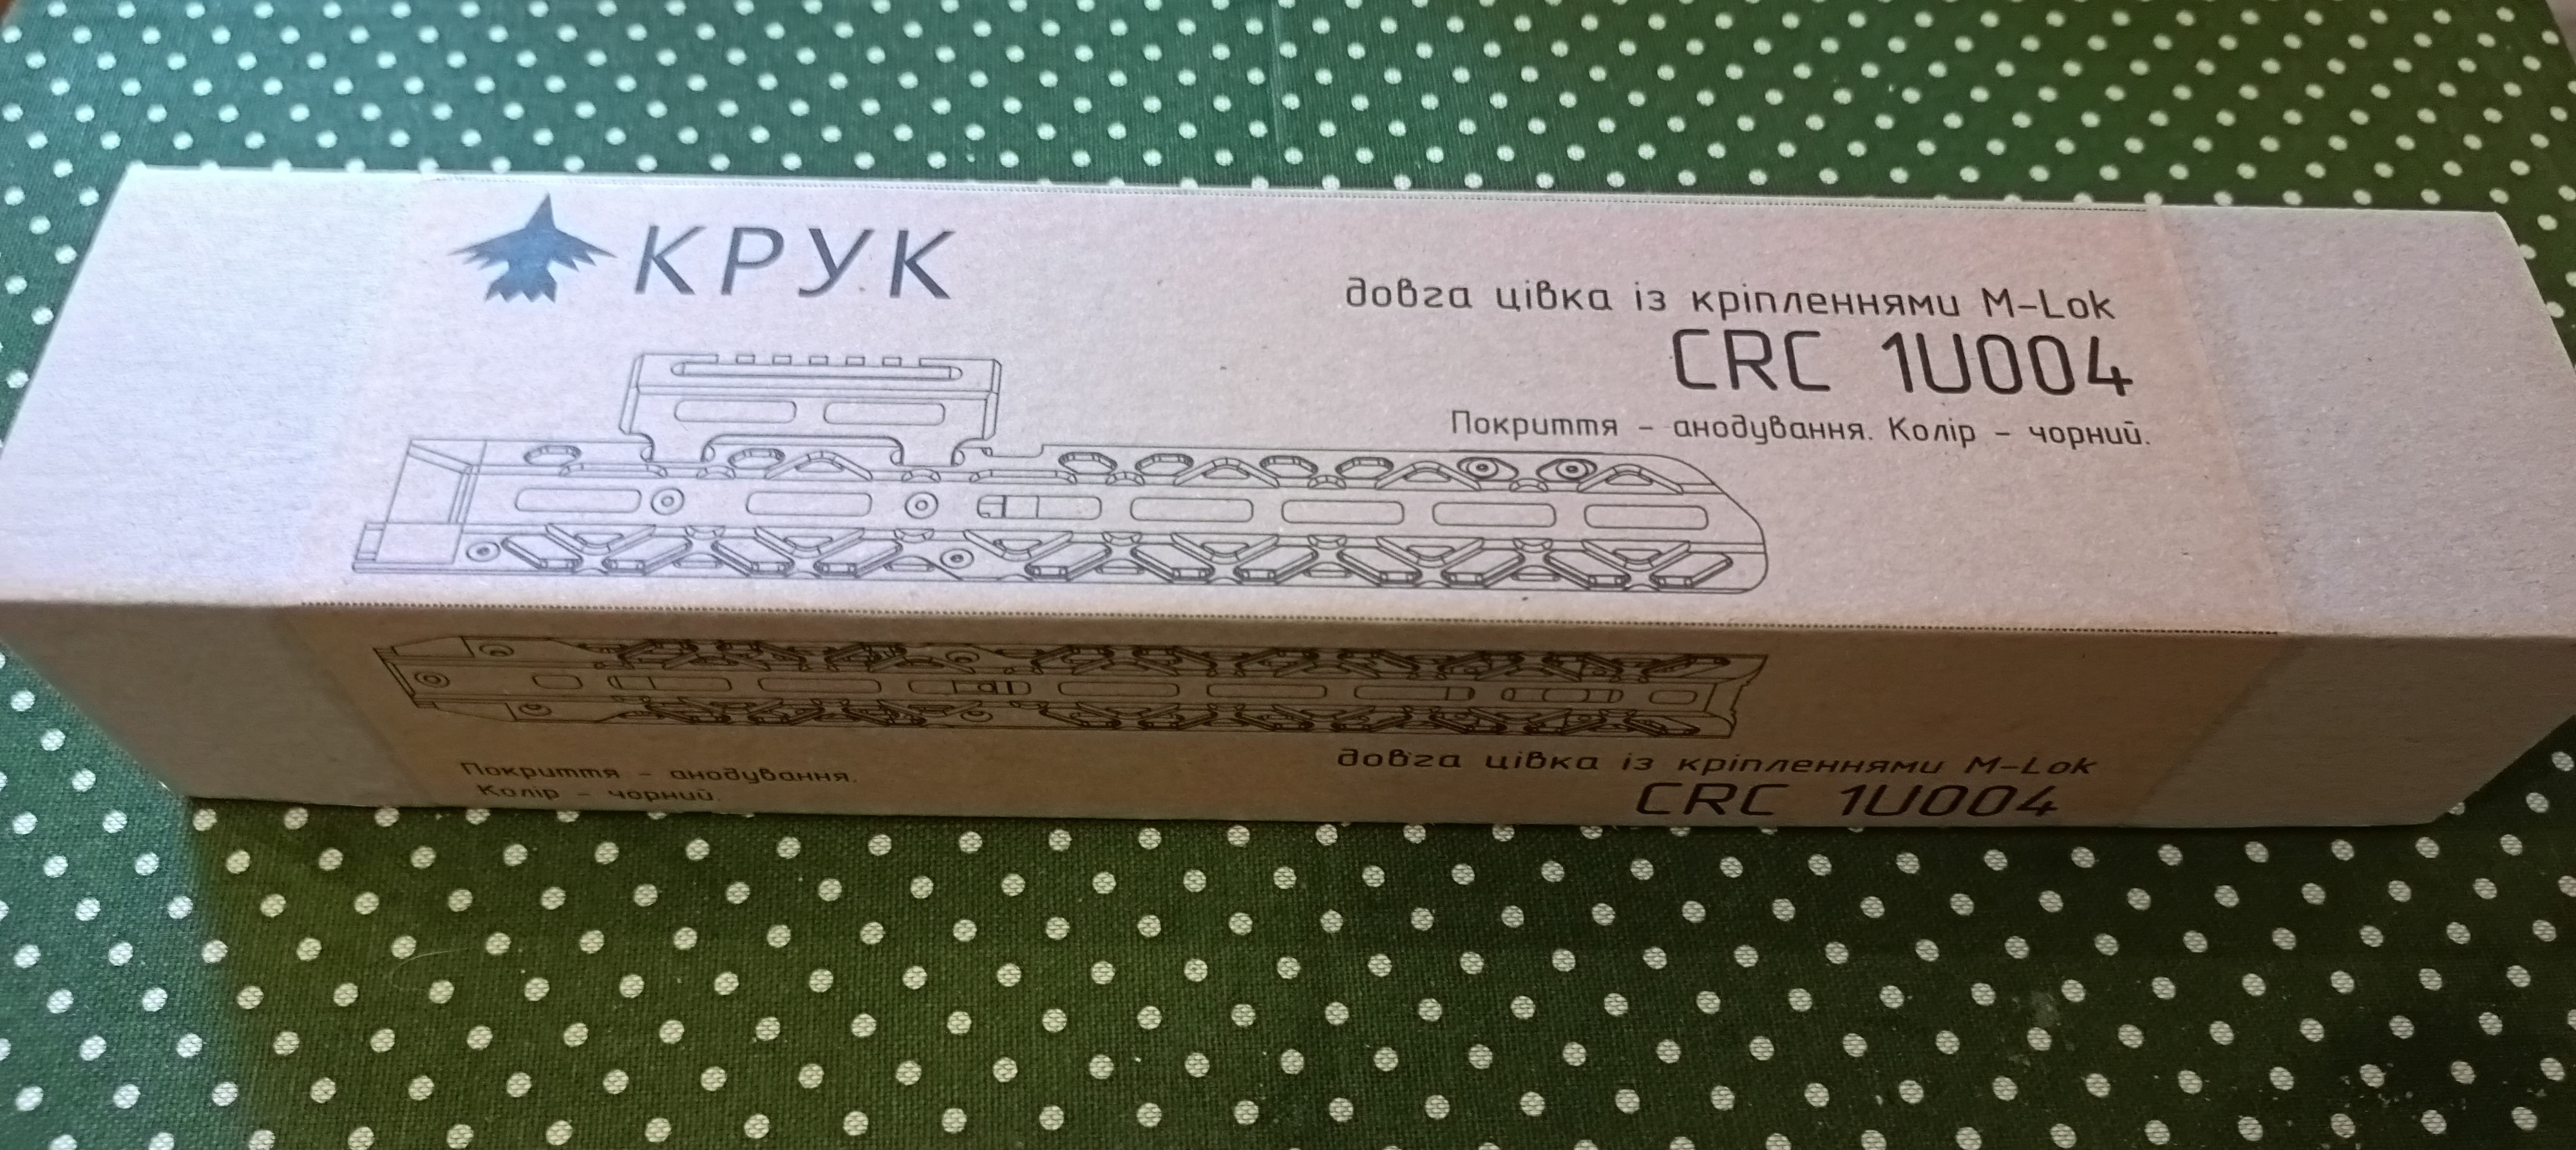 КРУК
довга цівка із кріпленнями M-Lok
CRC 1U004
Покриття - анодування. Колір - чорний.
Покриття - анодування.
Колір - чорний.
довга цівка із кріпленнями M-Lok
CRC 1U004